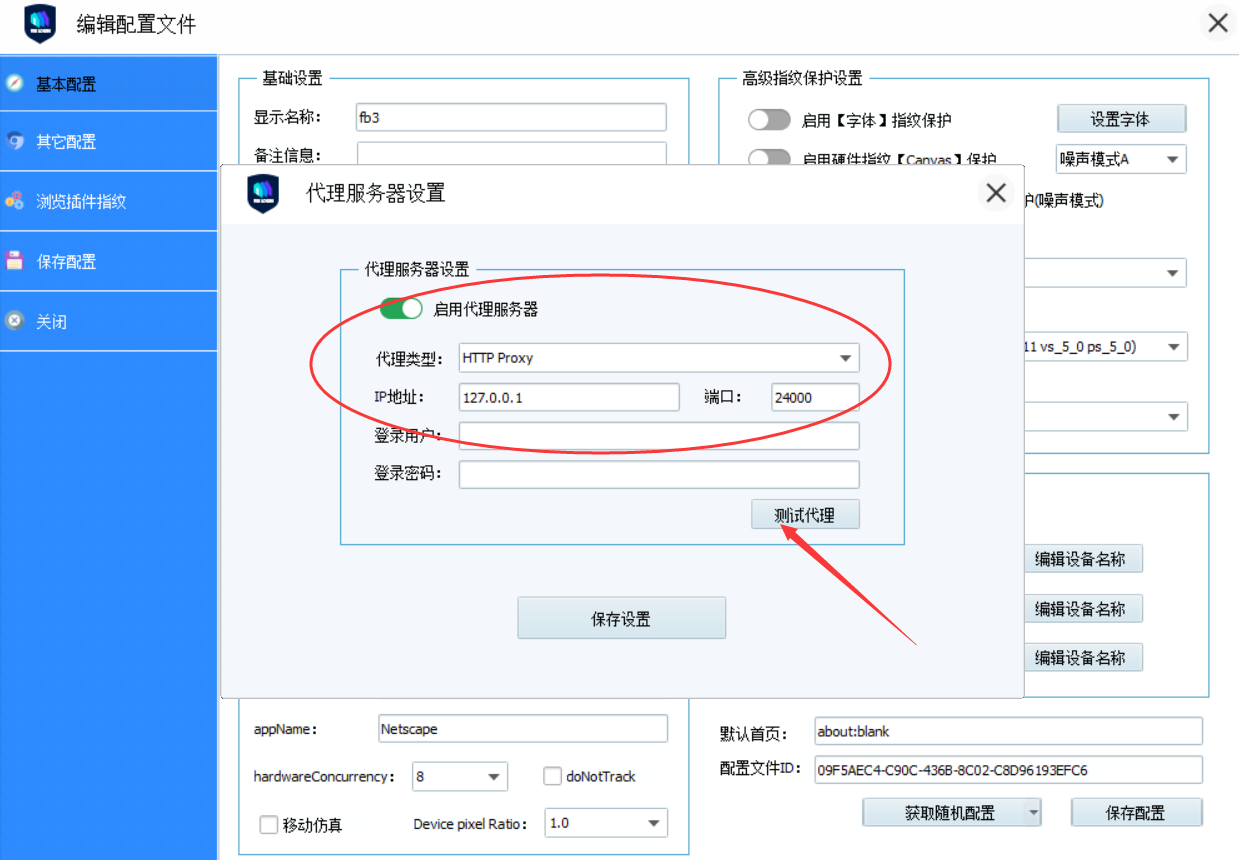 编辑配置文件
基本配置
其它配置
浏览插件指纹
保存配置
关闭
基础设置
显示名称: fb3
备注信息:
高级指纹保护设置
启用【字体】指纹保护 设置字体
启用硬件指纹【Canvas】保护 噪声模式A
护(噪声模式)
11 vs_5_0 ps_5_0)
编辑设备名称
编辑设备名称
编辑设备名称
代理服务器设置
代理服务器设置
启用代理服务器
代理类型: HTTP Proxy
IP地址: 127.0.0.1 端口: 24000
登录用户:
登录密码:
测试代理
保存设置
appName: Netscape
hardwareConcurrency: 8 doNotTrack
移动仿真 Device pixel Ratio: 1.0
默认首页: about:blank
配置文件ID: 09F5AEC4-C90C-436B-8C02-C8D96193EFC6
获取随机配置 保存配置